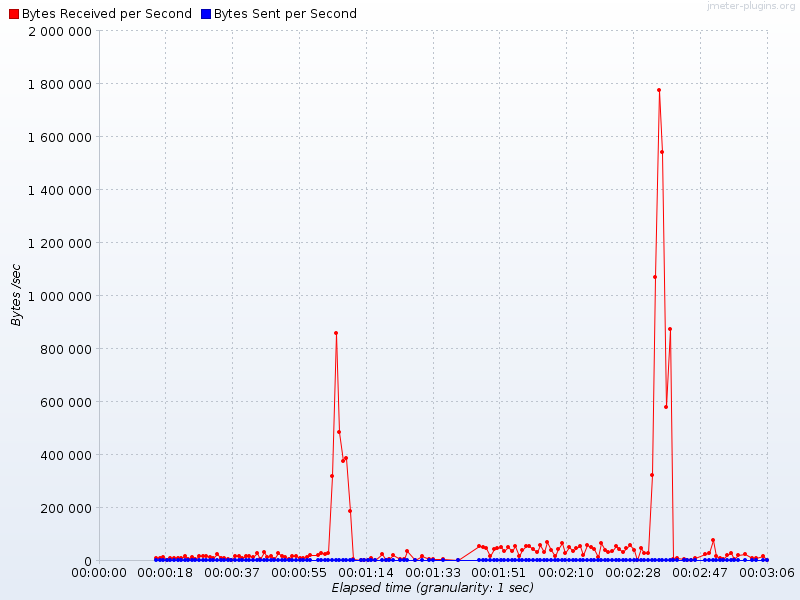 jmeter-plugins.org
Bytes Received per Second Bytes Sent per Second
2 000 000
1 800 000
1 600 000
1 400 000
1 200 000
1 000 000
800 000
600 000
400 000
200 000
0
Bytes /sec
00:00:00 00:00:18 00:00:37 00:00:55 00:01:14 00:01:33 00:01:51 00:02:10 00:02:28 00:02:47 00:03:06
Elapsed time (granularity: 1 sec)